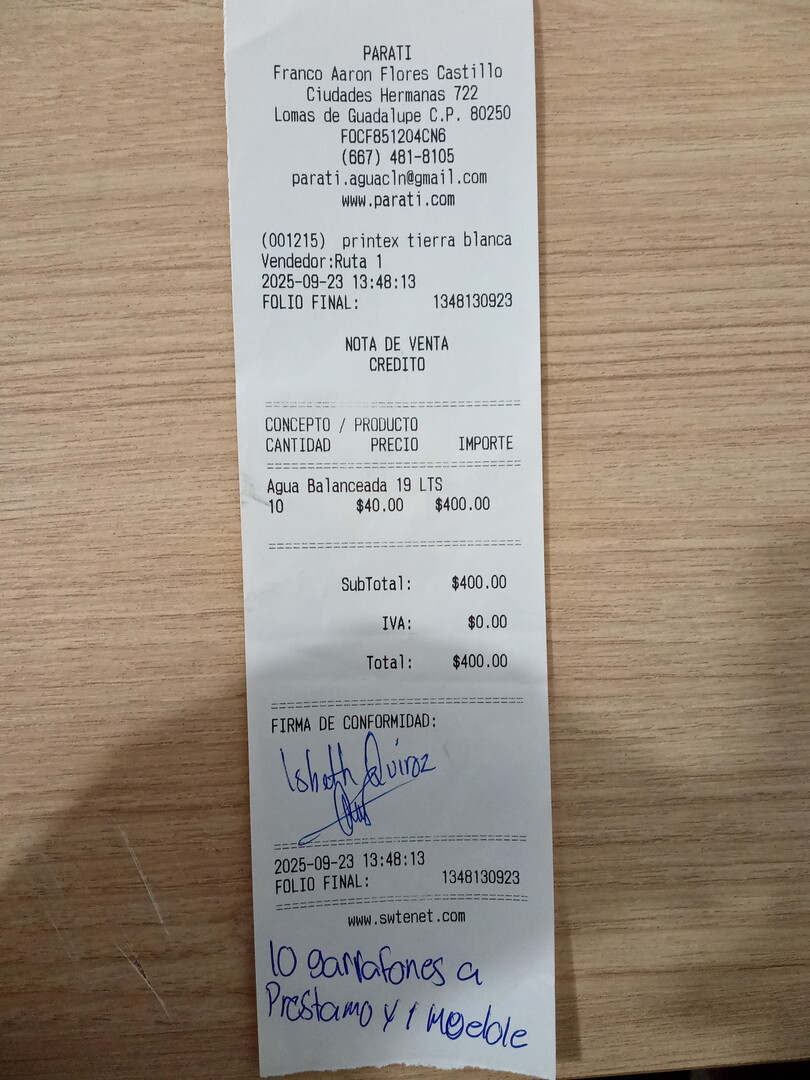 PARATI
Franco Aaron Flores Castillo
Ciudades Hermanas 722
Lomas de Guadalupe C.P. 80250
FOCF851204CN6
(667) 481-8105
parati.aguacln@gmail.com
www.parati.com
(001215) printex tierra blanca
Vendedor:Ruta 1
2025-09-23 13:48:13
FOLIO FINAL: 1348130923
NOTA DE VENTA
CREDITO
CONCEPTO / PRODUCTO
CANTIDAD PRECIO IMPORTE
Agua Balanceada 19 LTS
10 $40.00 $400.00
SubTotal: $400.00
IVA: $0.00
Total: $400.00
FIRMA DE CONFORMIDAD:
Quiroz
2025-09-23 13:48:13
FOLIO FINAL: 1348130923
www.swtenet.com
10 garrafones a
Prestamo y 1